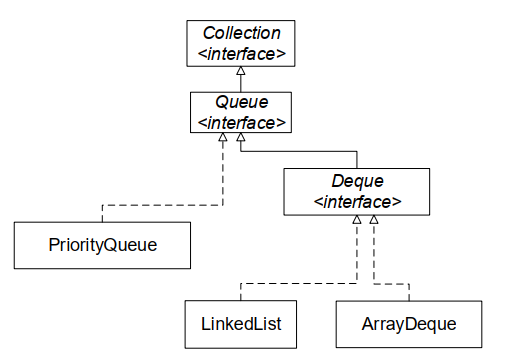 Collection
<interface>
Queue
<interface>
Deque
<interface>
PriorityQueue
LinkedList
ArrayDeque